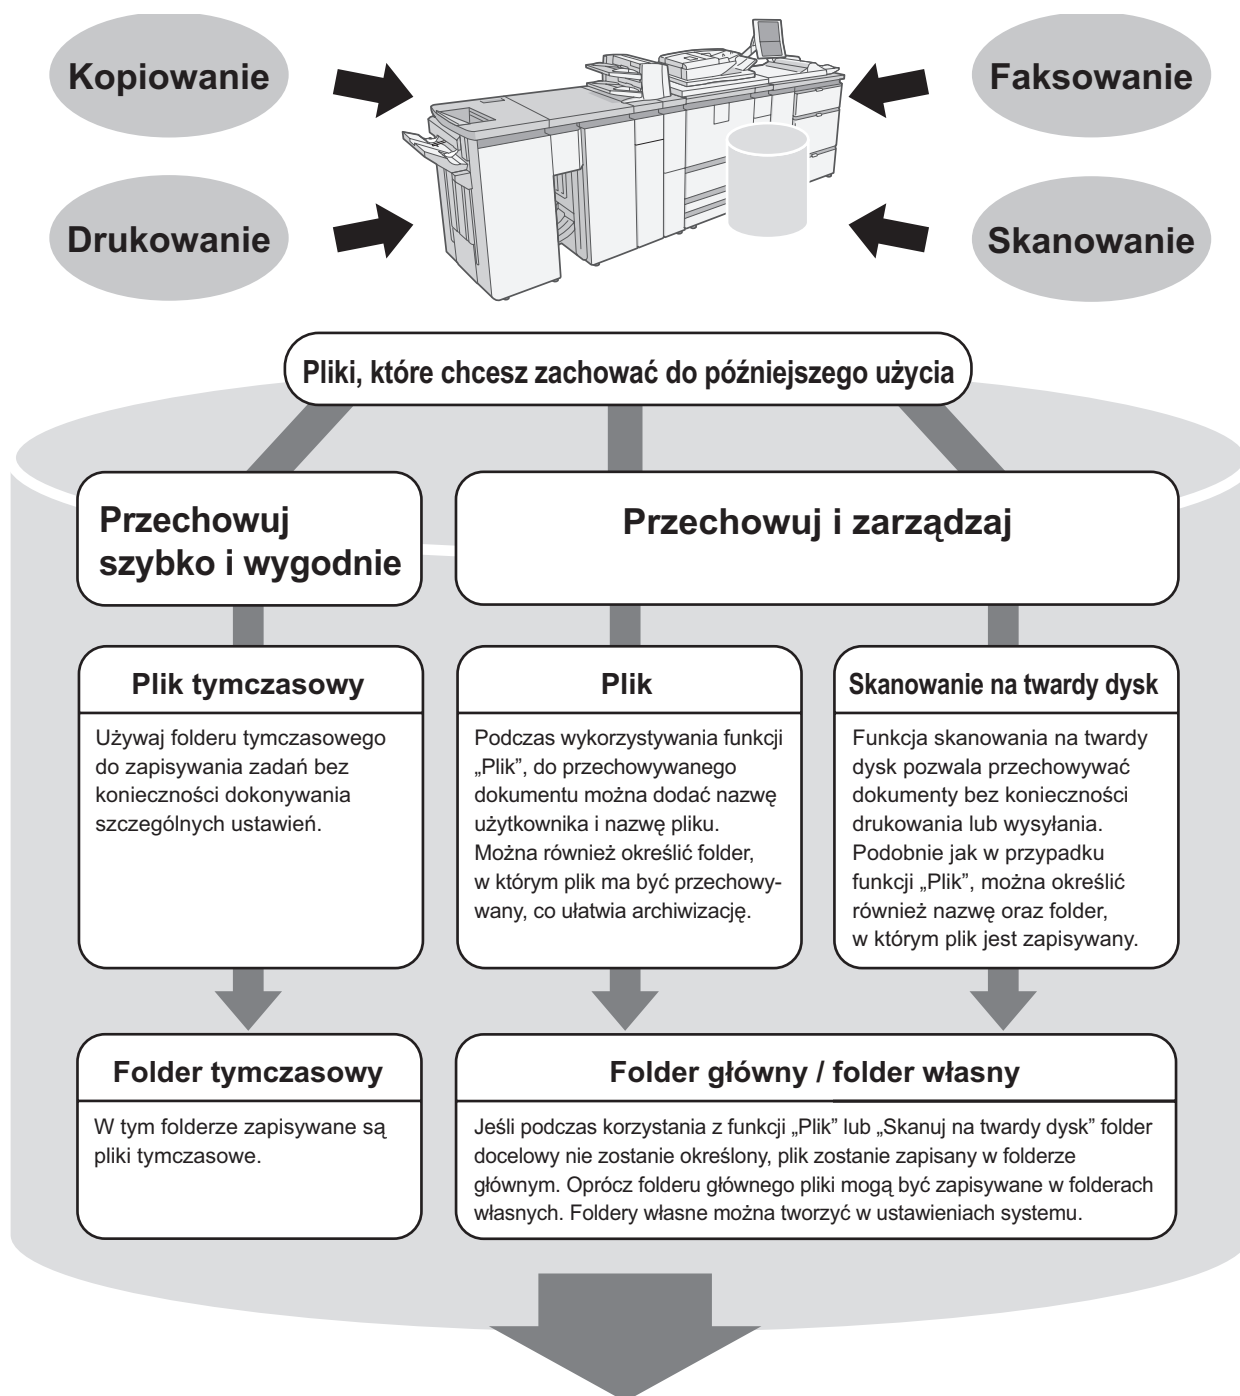 Kopiowanie
Faksowanie
Drukowanie
Skanowanie
Pliki, które chcesz zachować do późniejszego użycia
Przechowuj
szybko i wygodnie
Przechowuj i zarządzaj
Plik tymczasowy
Używaj folderu tymczasowego
do zapisywania zadań bez
konieczności dokonywania
szczególnych ustawień.
Plik
Podczas wykorzystywania funkcji
„Plik”, do przechowywanego
dokumentu można dodać nazwę
użytkownika i nazwę pliku.
Można również określić folder,
w którym plik ma być przechowy-
wany, co ułatwia archiwizację.
Skanowanie na twardy dysk
Funkcja skanowania na twardy
dysk pozwala przechowywać
dokumenty bez konieczności
drukowania lub wysyłania.
Podobnie jak w przypadku
funkcji „Plik”, można określić
również nazwę oraz folder,
w którym plik jest zapisywany.
Folder tymczasowy
W tym folderze zapisywane są
pliki tymczasowe.
Folder główny / folder własny
Jeśli podczas korzystania z funkcji „Plik” lub „Skanuj na twardy dysk” folder
docelowy nie zostanie określony, plik zostanie zapisany w folderze
głównym. Oprócz folderu głównego pliki mogą być zapisywane w folderach
własnych. Foldery własne można tworzyć w ustawieniach systemu.